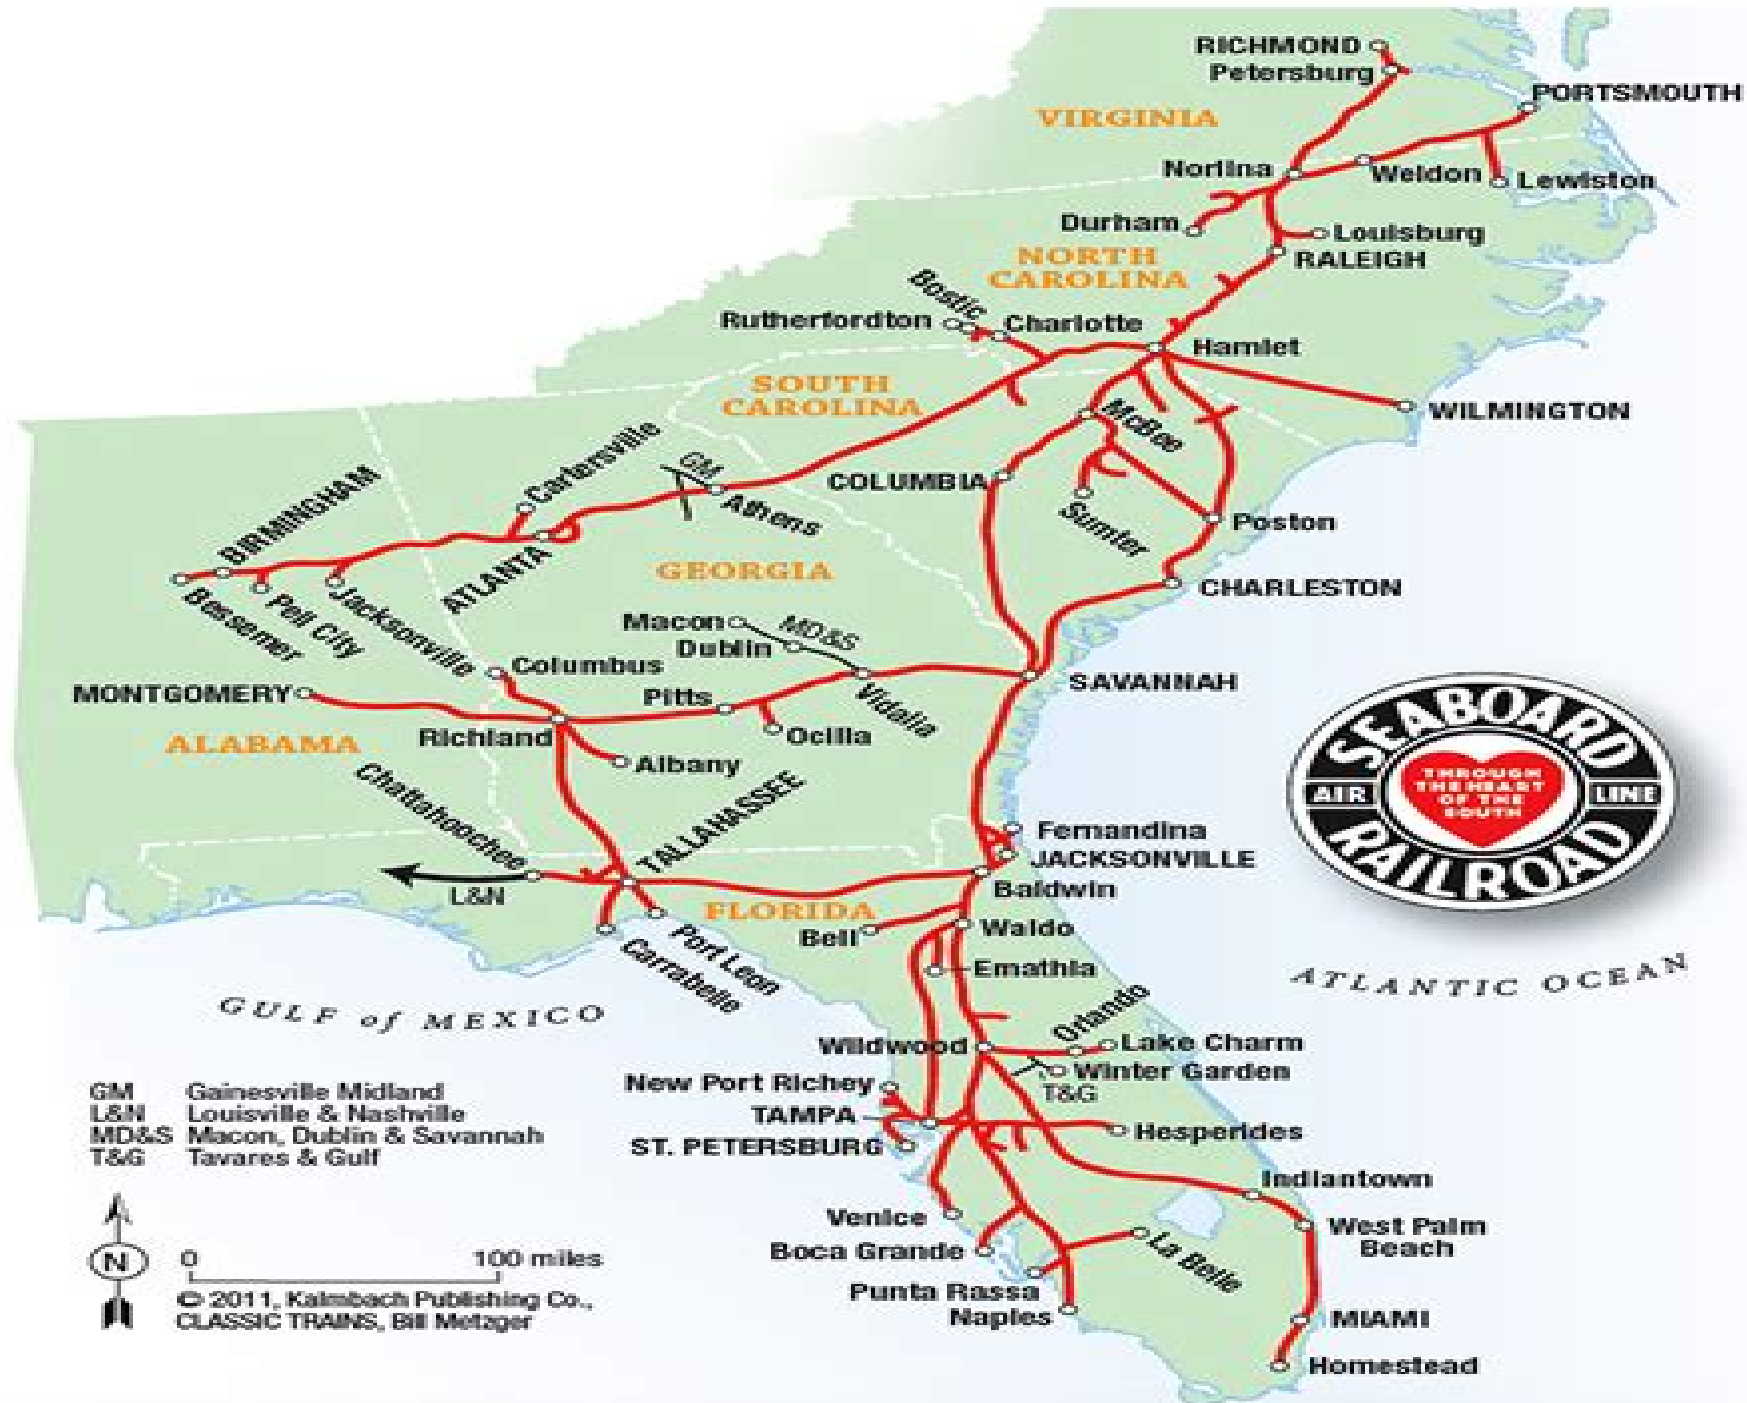 RICHMOND
Petersburg
PORTSMOUTH
VIRGINIA
Norlina
Weldon
Lewiston
Durham
Louisburg
NORTH
CAROLINA
RALEIGH
Bostic
Rutherfordton
Charlotte
Hamlet
SOUTH
CAROLINA
McBee
WILMINGTON
Cartersville
GM
COLUMBIA
Athens
BIRMINGHAM
Sumter
Poston
ATLANTA
GEORGIA
CHARLESTON
Bessemer
Pell City
Jacksonville
Macon
MD&S
Dublin
Columbus
SAVANNAH
MONTGOMERY
Pitts
Vidalia
Richland
Ocilla
ALABAMA
Albany
SEABOARD
AIR
LINE
RAILROAD
THROUGH
THE HEART
OF THE
SOUTH
Chattahoochee
TALLAHASSEE
Fernandina
JACKSONVILLE
Baldwin
L&N
FLORIDA
Bell
Waldo
Port Leon
Carrabelle
Emathla
ATLANTIC OCEAN
GULF of MEXICO
Orlando
Wildwood
Lake Charm
Winter Garden
T&G
New Port Richey
TAMPA
ST. PETERSBURG
Hesperides
Indiantown
Venice
West Palm
Beach
Boca Grande
La Belle
Punta Rassa
Naples
MIAMI
Homestead
GM Gainesville Midland
L&N Louisville & Nashville
MD&S Macon, Dublin & Savannah
T&G Tavares & Gulf
N
0 100 miles
© 2011, Kalmbach Publishing Co.,
CLASSIC TRAINS, Bill Metzger